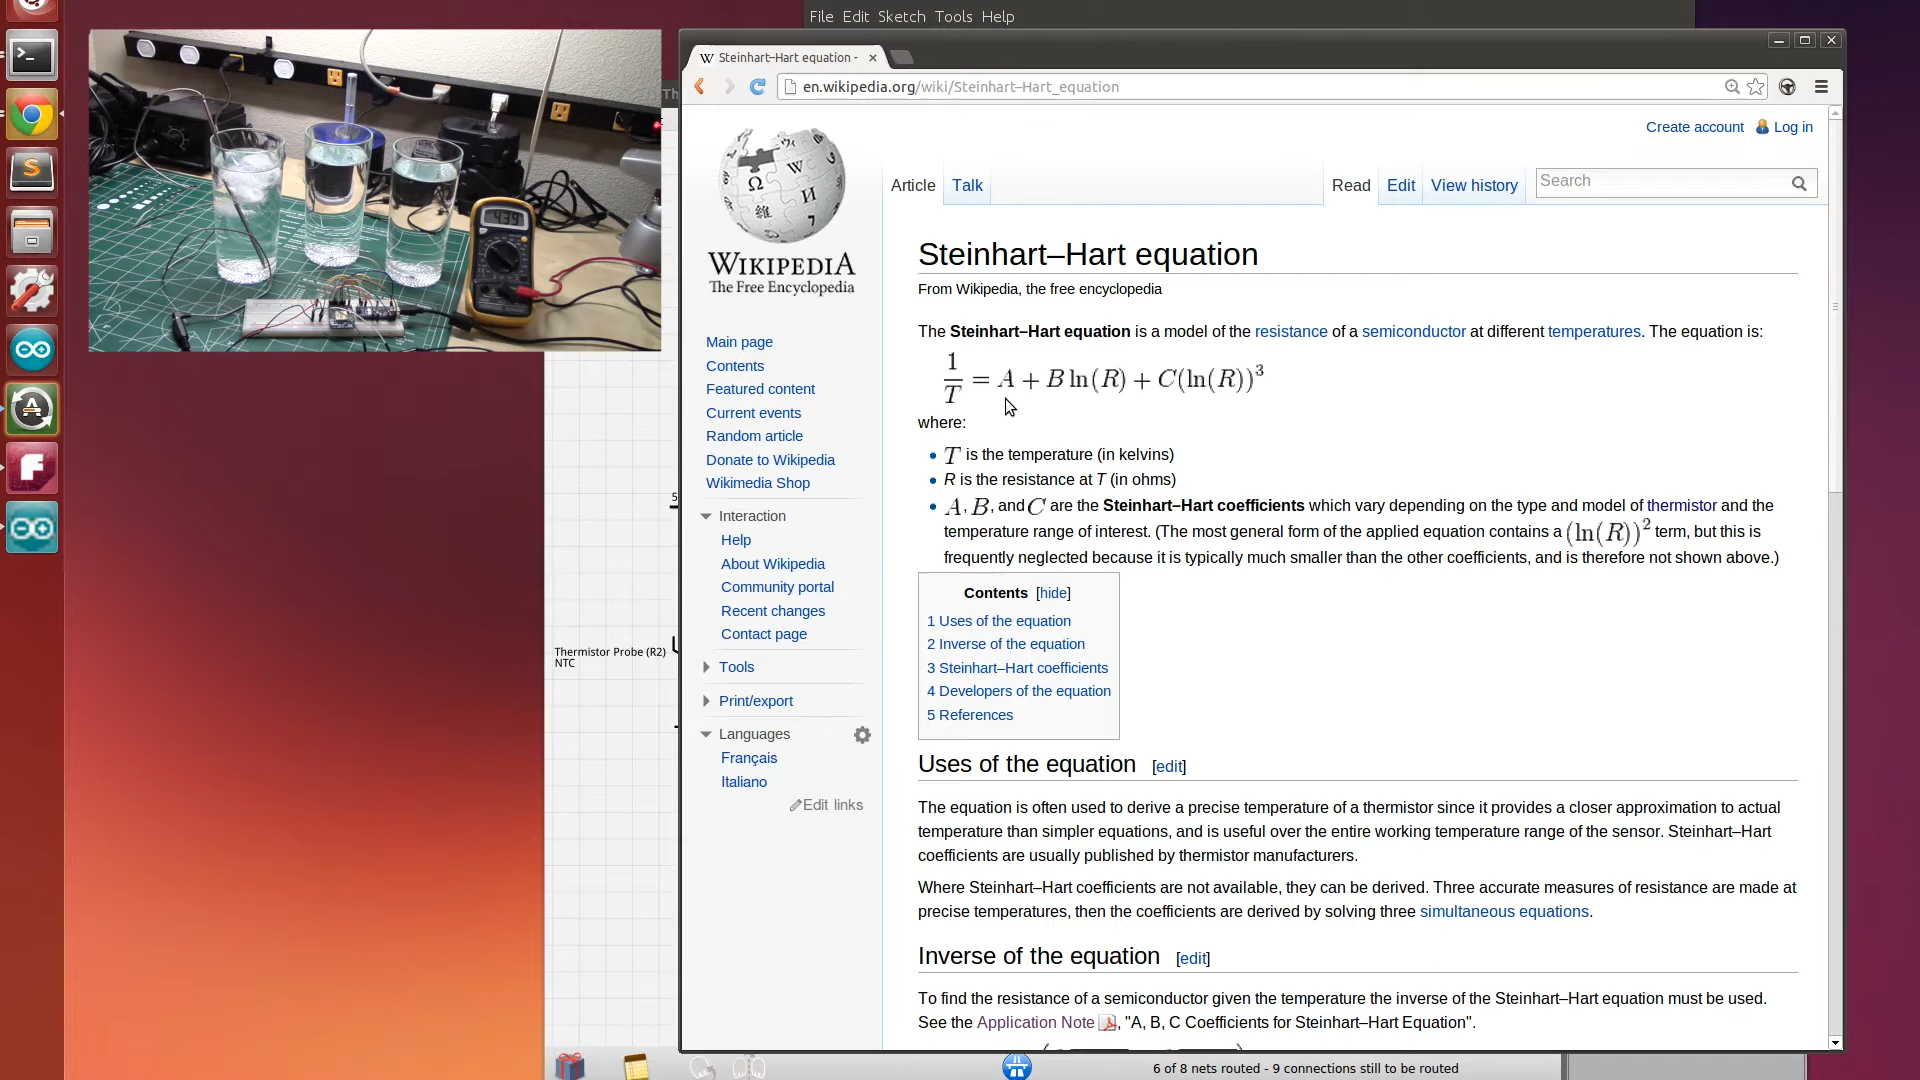 File Edit Sketch Tools Help
Steinhart–Hart equation -
en.wikipedia.org/wiki/Steinhart–Hart_equation
439
Create account Log in
Article Talk Read Edit View history Search
WIKIPEDIA
The Free Encyclopedia
Main page
Contents
Featured content
Current events
Random article
Donate to Wikipedia
Wikimedia Shop
Interaction
Help
About Wikipedia
Community portal
Recent changes
Contact page
Tools
Print/export
Languages
Français
Italiano
Edit links
Steinhart–Hart equation
From Wikipedia, the free encyclopedia
The Steinhart–Hart equation is a model of the resistance of a semiconductor at different temperatures. The equation is:
1/T = A + B ln(R) + C(ln(R))³
where:
T is the temperature (in kelvins)
R is the resistance at T (in ohms)
A, B, and C are the Steinhart–Hart coefficients which vary depending on the type and model of thermistor and the
temperature range of interest. (The most general form of the applied equation contains a (ln(R))² term, but this is
frequently neglected because it is typically much smaller than the other coefficients, and is therefore not shown above.)
Contents [hide]
1 Uses of the equation
2 Inverse of the equation
3 Steinhart–Hart coefficients
4 Developers of the equation
5 References
Uses of the equation [edit]
The equation is often used to derive a precise temperature of a thermistor since it provides a closer approximation to actual
temperature than simpler equations, and is useful over the entire working temperature range of the sensor. Steinhart–Hart
coefficients are usually published by thermistor manufacturers.
Where Steinhart–Hart coefficients are not available, they can be derived. Three accurate measures of resistance are made at
precise temperatures, then the coefficients are derived by solving three simultaneous equations.
Inverse of the equation [edit]
To find the resistance of a semiconductor given the temperature the inverse of the Steinhart–Hart equation must be used.
See the Application Note, "A, B, C Coefficients for Steinhart–Hart Equation".
Thermistor Probe (R2)
NTC
6 of 8 nets routed - 9 connections still to be routed